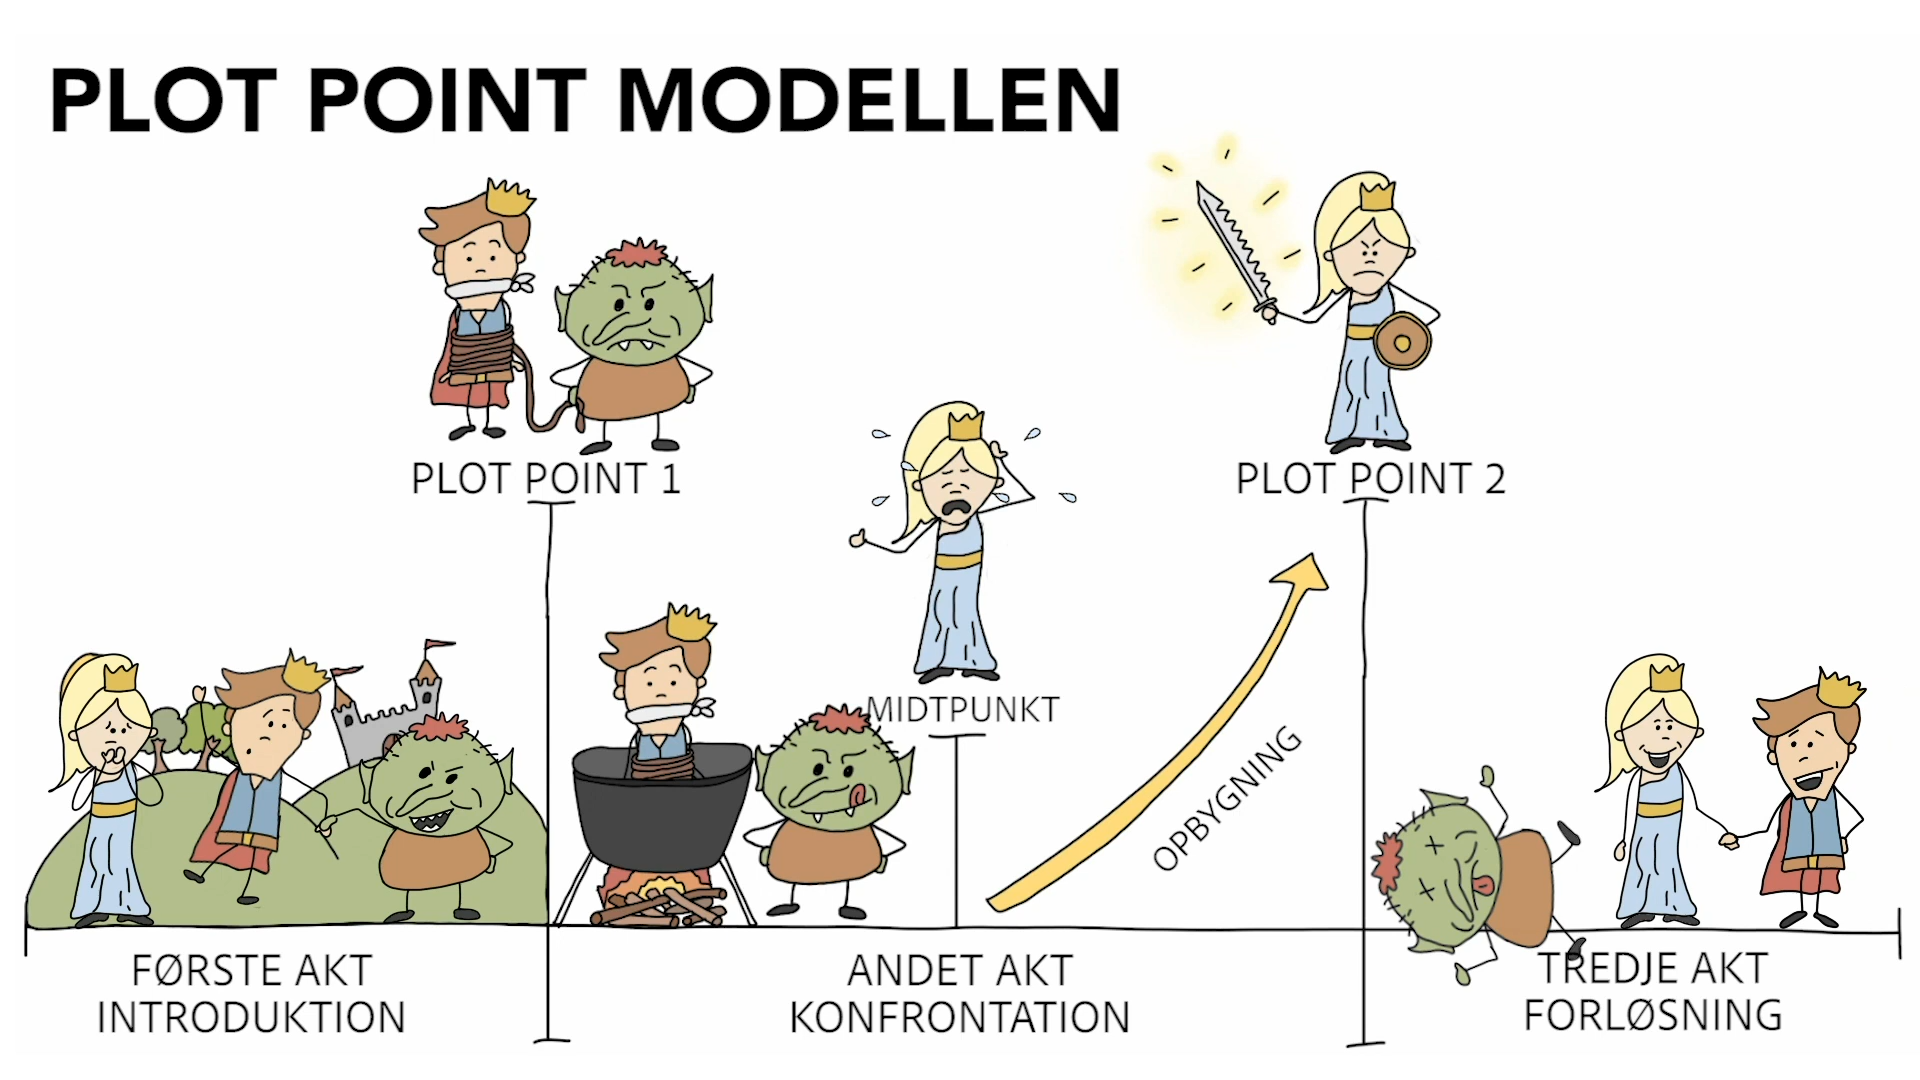 PLOT POINT MODELLEN
PLOT POINT 1
PLOT POINT 2
MIDTPUNKT
OPBYGNING
FØRSTE AKT
INTRODUKTION
ANDET AKT
KONFRONTATION
TREDJE AKT
FORLØSNING